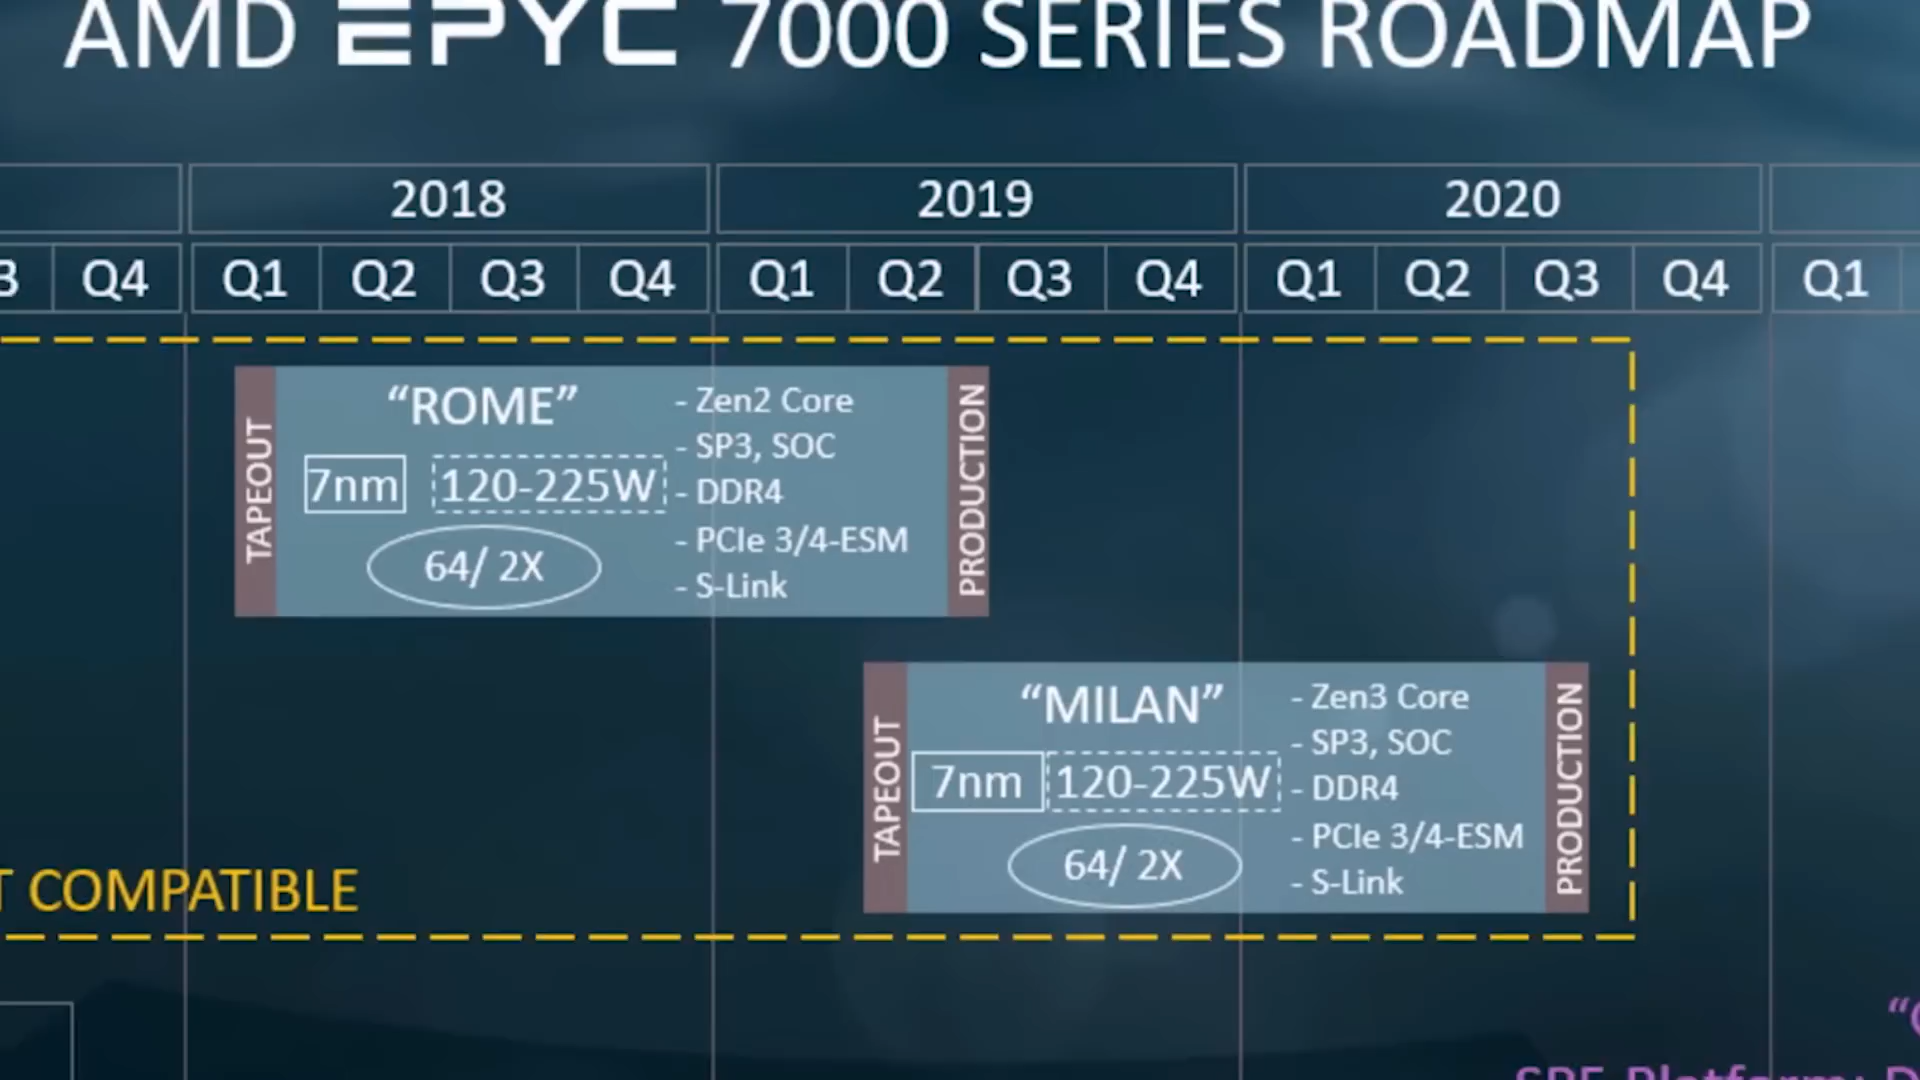 AMD EPYC 7000 SERIES ROADMAP
2018 2019 2020
3 Q4 Q1 Q2 Q3 Q4 Q1 Q2 Q3 Q4 Q1 Q2 Q3 Q4 Q1
TAPEOUT
“ROME”
7nm 120-225W
64/ 2X
- Zen2 Core
- SP3, SOC
- DDR4
- PCIe 3/4-ESM
- S-Link
PRODUCTION
TAPEOUT
“MILAN”
7nm 120-225W
64/ 2X
- Zen3 Core
- SP3, SOC
- DDR4
- PCIe 3/4-ESM
- S-Link
PRODUCTION
T COMPATIBLE